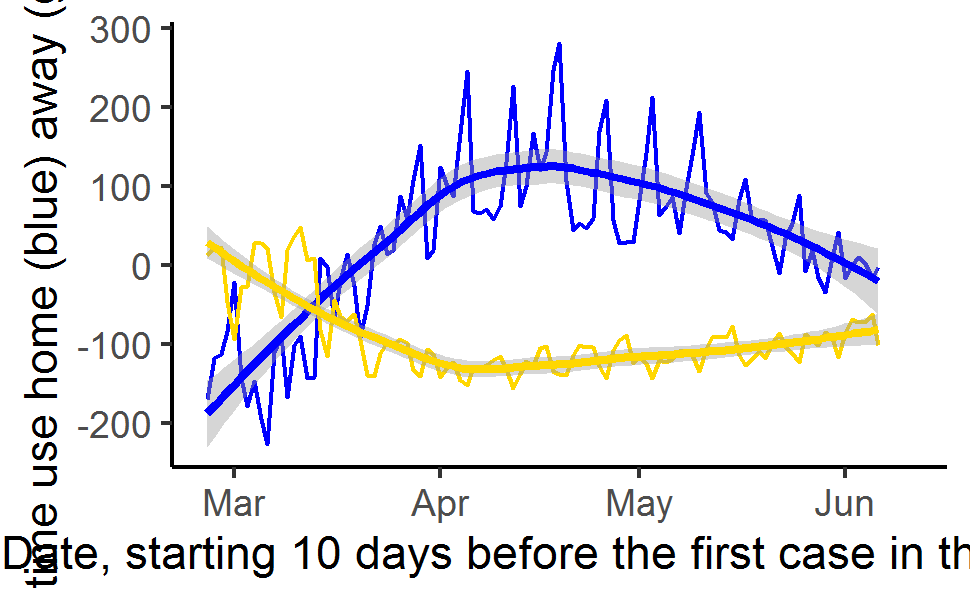 time use home (blue) away (
300
200
100
0
-100
-200
Mar Apr May Jun
Date, starting 10 days before the first case in th